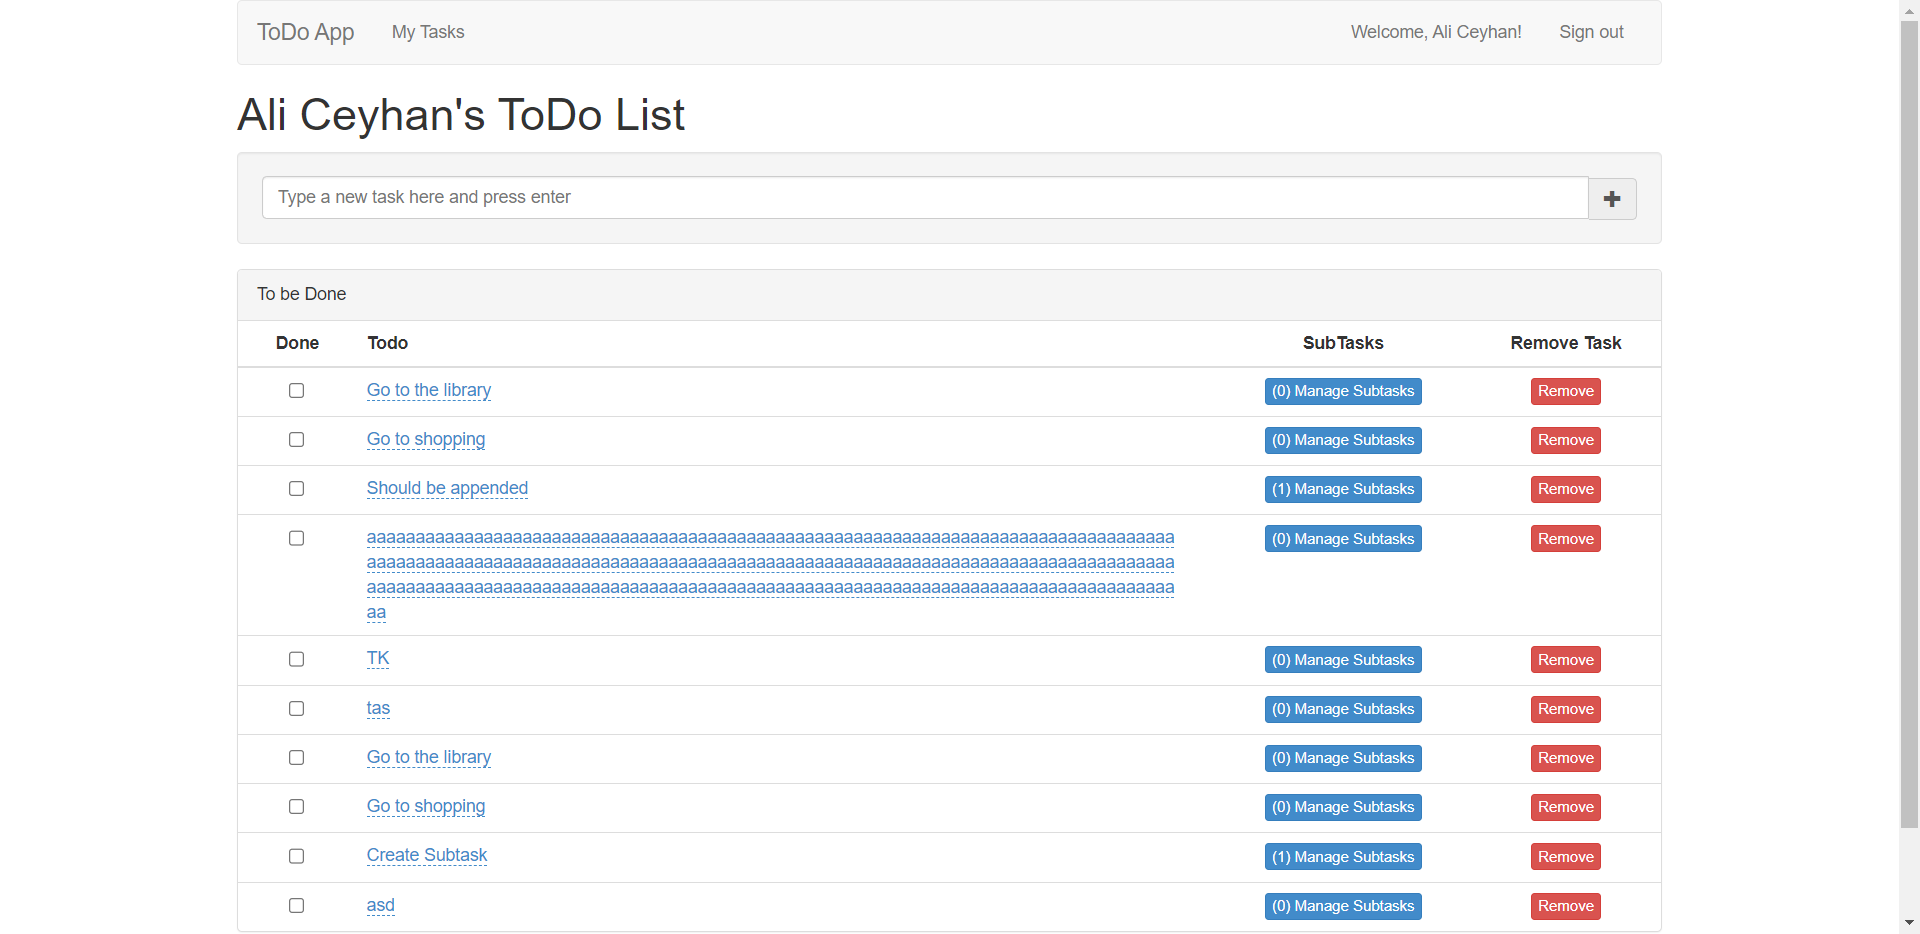 ToDo App My Tasks Welcome, Ali Ceyhan! Sign out
Ali Ceyhan's ToDo List
Type a new task here and press enter
To be Done
Done Todo SubTasks Remove Task
Go to the library (0) Manage Subtasks Remove
Go to shopping (0) Manage Subtasks Remove
Should be appended (1) Manage Subtasks Remove
aaaaaaaaaaaaaaaaaaaaaaaaaaaaaaaaaaaaaaaaaaaaaaaaaaaaaaaaaaaaaaaaaaaaaaaaaaaaaaaaaaa (0) Manage Subtasks Remove
aaaaaaaaaaaaaaaaaaaaaaaaaaaaaaaaaaaaaaaaaaaaaaaaaaaaaaaaaaaaaaaaaaaaaaaaaaaaaaaaaaa
aaaaaaaaaaaaaaaaaaaaaaaaaaaaaaaaaaaaaaaaaaaaaaaaaaaaaaaaaaaaaaaaaaaaaaaaaaaaaaaaaaa
aa
TK (0) Manage Subtasks Remove
tas (0) Manage Subtasks Remove
Go to the library (0) Manage Subtasks Remove
Go to shopping (0) Manage Subtasks Remove
Create Subtask (1) Manage Subtasks Remove
asd (0) Manage Subtasks Remove